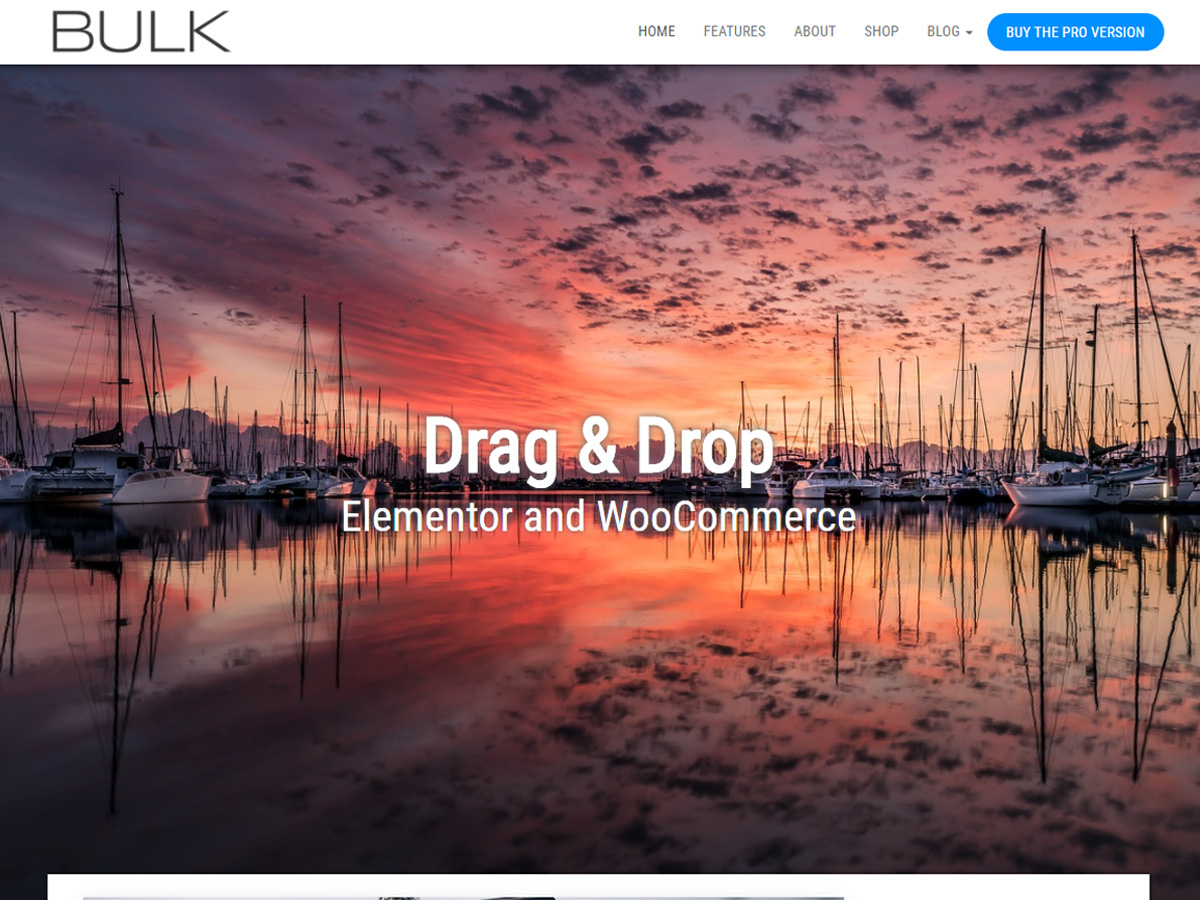 BULK
HOME FEATURES ABOUT SHOP BLOG BUY THE PRO VERSION
Drag & Drop
Elementor and WooCommerce